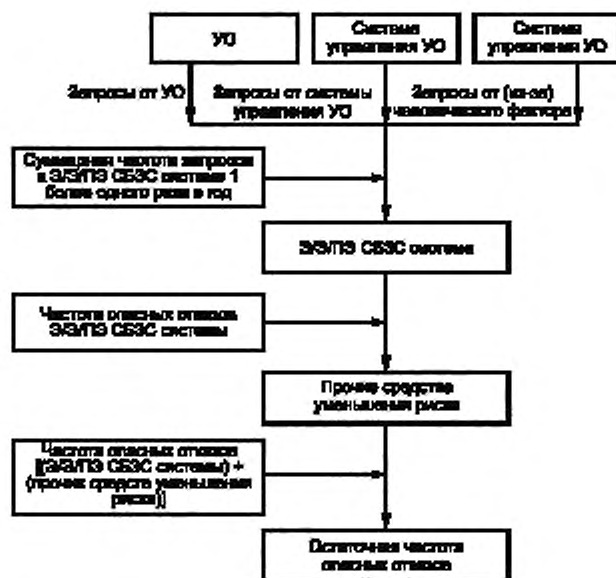 УО
Система
управления УО
Система
управления УО
Запросы от УО
Запросы от системы
управления УО
Запросы от (из-за)
человеческого фактора
Суммарная частота запросов
к Э/Э/ПЭ СБЗС системе 1
более одного раза в год
Э/Э/ПЭ СБЗС система
Частота опасных отказов
Э/Э/ПЭ СБЗС системы
Прочие средства
уменьшения риска
Частота опасных отказов
[(Э/Э/ПЭ СБЗС системы) +
(прочих средств уменьшения
риска)]
Остаточная частота
опасных отказов